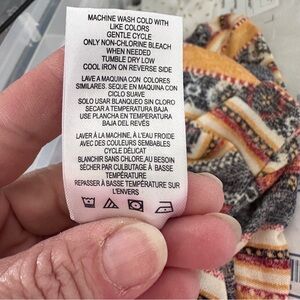 MACHINE WASH COLD WITH
LIKE COLORS
GENTLE CYCLE
ONLY NON-CHLORINE BLEACH
WHEN NEEDED
TUMBLE DRY LOW
COOL IRON ON REVERSE SIDE
LAVE A MAQUINA CON COLORES
SIMILARES. SEQUE EN MAQUINA CON
CICLO SUAVE
SOLO USAR BLANQUEO SIN CLORO
SECAR A TEMPERATURA BAJA
USE PLANCHA EN TEMPERATURA
BAJA DEL REVÉS
LAVER À LA MACHINE, À L'EAU FROIDE
AVEC DES COULEURS SEMBABLES
CYCLE DÉLICAT
BLANCHIR SANS CHLORE, AU BESOIN
SÉCHER PAR CULBUTAGE À BASSE
TEMPÉRATURE
REPASSER À BASSE TEMPÉRATURE SUR
L'ENVERS